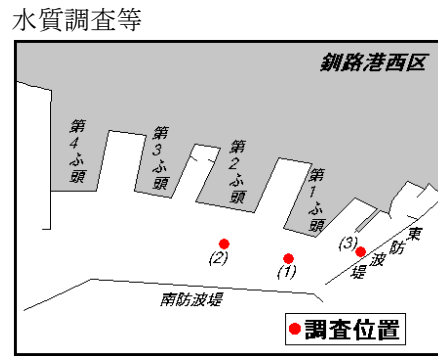 水質調査等
釧路港西区
第4ふ頭
第3ふ頭
第2ふ頭
第1ふ頭
(2)
(1)
(3)
東防波堤
南防波堤
調査位置